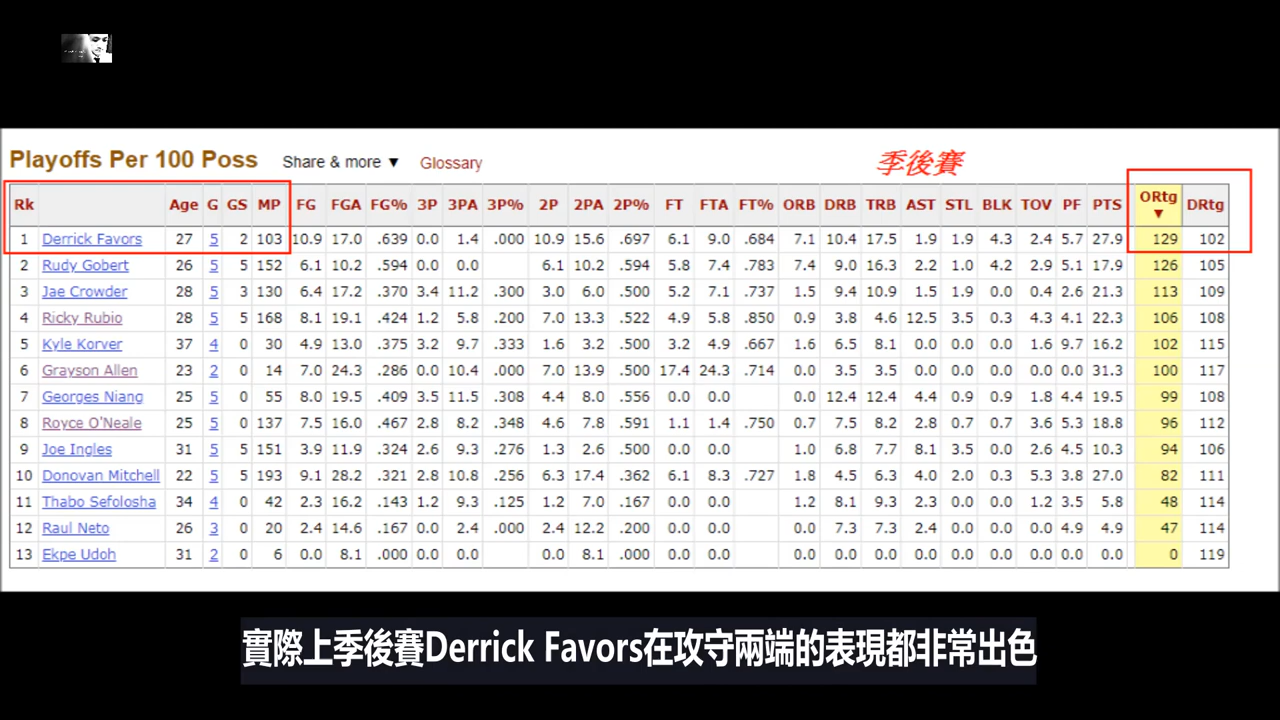 Playoffs Per 100 Poss Share & more ▼ Glossary 季後賽
Rk Age G GS MP FG FGA FG% 3P 3PA 3P% 2P 2PA 2P% FT FTA FT% ORB DRB TRB AST STL BLK TOV PF PTS ORtg ▼ DRtg
1 Derrick Favors 27 5 2 103 10.9 17.0 .639 0.0 1.4 .000 10.9 15.6 .697 6.1 9.0 .684 7.1 10.4 17.5 1.9 1.9 4.3 2.4 5.7 27.9 129 102
2 Rudy Gobert 26 5 5 152 6.1 10.2 .594 0.0 0.0 6.1 10.2 .594 5.8 7.4 .783 7.4 9.0 16.3 2.2 1.0 4.2 2.9 5.1 17.9 126 105
3 Jae Crowder 28 5 3 130 6.4 17.2 .370 3.4 11.2 .300 3.0 6.0 .500 5.2 7.1 .737 1.5 9.4 10.9 1.5 1.9 0.0 0.4 2.6 21.3 113 109
4 Ricky Rubio 28 5 5 168 8.1 19.1 .424 1.2 5.8 .200 7.0 13.3 .522 4.9 5.8 .850 0.9 3.8 4.6 12.5 3.5 0.3 4.3 4.1 22.3 106 108
5 Kyle Korver 37 4 0 30 4.9 13.0 .375 3.2 9.7 .333 1.6 3.2 .500 3.2 4.9 .667 1.6 6.5 8.1 0.0 0.0 0.0 1.6 9.7 16.2 102 115
6 Grayson Allen 23 2 0 14 7.0 24.3 .286 0.0 10.4 .000 7.0 13.9 .500 17.4 24.3 .714 0.0 3.5 3.5 0.0 0.0 0.0 0.0 0.0 31.3 100 117
7 Georges Niang 25 5 0 55 8.0 19.5 .409 3.5 11.5 .308 4.4 8.0 .556 0.0 0.0 0.0 12.4 12.4 4.4 0.9 0.9 1.8 4.4 19.5 99 108
8 Royce O'Neale 25 5 0 137 7.5 16.0 .467 2.8 8.2 .348 4.6 7.8 .591 1.1 1.4 .750 0.7 7.5 8.2 2.8 0.7 0.7 3.6 5.3 18.8 96 112
9 Joe Ingles 31 5 5 151 3.9 11.9 .324 2.6 9.3 .276 1.3 2.6 .500 0.0 0.0 1.0 6.8 7.7 8.1 3.5 0.0 2.6 4.5 10.3 94 106
10 Donovan Mitchell 22 5 5 193 9.1 28.2 .321 2.8 10.8 .256 6.3 17.4 .362 6.1 8.3 .727 1.8 4.5 6.3 4.0 2.0 0.3 5.3 3.8 27.0 82 111
11 Thabo Sefolosha 34 4 0 42 2.3 16.2 .143 1.2 9.3 .125 1.2 7.0 .167 0.0 0.0 1.2 8.1 9.3 2.3 0.0 0.0 1.2 3.5 5.8 48 114
12 Raul Neto 26 3 0 20 2.4 14.6 .167 0.0 2.4 .000 2.4 12.2 .200 0.0 0.0 0.0 7.3 7.3 2.4 0.0 0.0 0.0 4.9 4.9 47 114
13 Ekpe Udoh 31 2 0 6 0.0 8.1 .000 0.0 0.0 0.0 8.1 .000 0.0 0.0 0.0 0.0 0.0 0.0 0.0 0.0 0.0 0.0 0.0 0 119
實際上季後賽Derrick Favors在攻守兩端的表現都非常出色